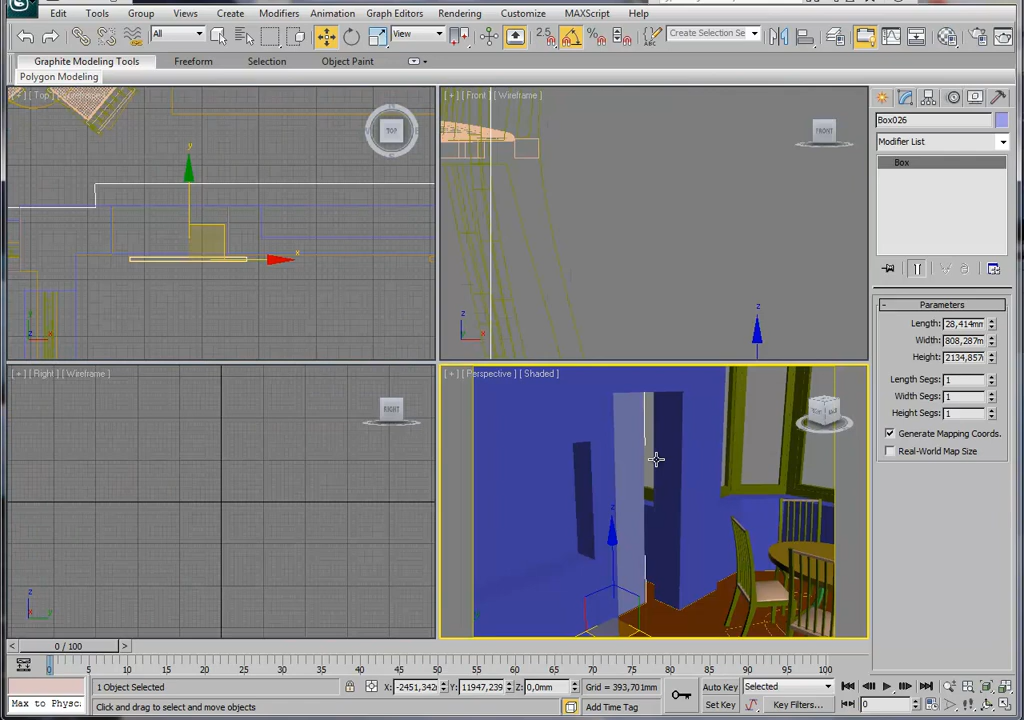 Edit Tools Group Views Create Modifiers Animation Graph Editors Rendering Customize MAXScript Help
All View 2.5 Create Selection Se
Graphite Modeling Tools Freeform Selection Object Paint
Polygon Modeling
[ + ] [ Top ] [ Wireframe ]
TOP
y
x
z
[ + ] [ Front ] [ Wireframe ]
FRONT
z
z
x
Box026
Modifier List
Box
Parameters
Length: 28,414mm
Width: 808,287m
Height: 2134,857
Length Segs: 1
Width Segs: 1
Height Segs: 1
Generate Mapping Coords.
Real-World Map Size
[ + ] [ Right ] [ Wireframe ]
RIGHT
z
x
y
[ + ] [ Perspective ] [ Shaded ]
z
0 / 100
0 5 10 15 20 25 30 35 40 45 50 55 60 65 70 75 80 85 90 95 100
1 Object Selected X: -2451,342 Y: 11947,239 Z: 0,0mm Grid = 393,701mm Auto Key Selected
Max to Physc: Click and drag to select and move objects Add Time Tag Set Key Key Filters... 0